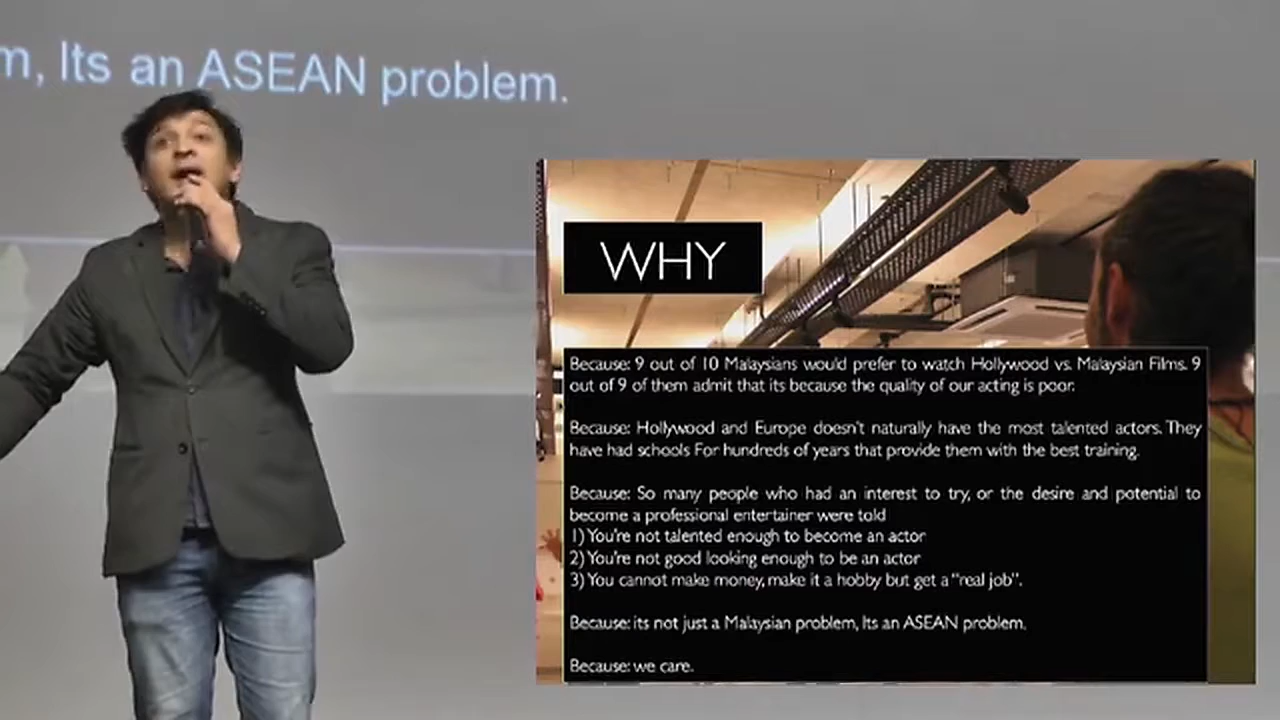 m, Its an ASEAN problem.
WHY
Because: 9 out of 10 Malaysians would prefer to watch Hollywood vs. Malaysian Films. 9
out of 9 of them admit that its because the quality of our acting is poor.
Because: Hollywood and Europe doesn't naturally have the most talented actors. They
have had schools For hundreds of years that provide them with the best training.
Because: So many people who had an interest to try, or the desire and potential to
become a professional entertainer were told
1) You're not talented enough to become an actor
2) You're not good looking enough to be an actor
3) You cannot make money, make it a hobby but get a "real job".
Because: its not just a Malaysian problem, Its an ASEAN problem.
Because: we care.